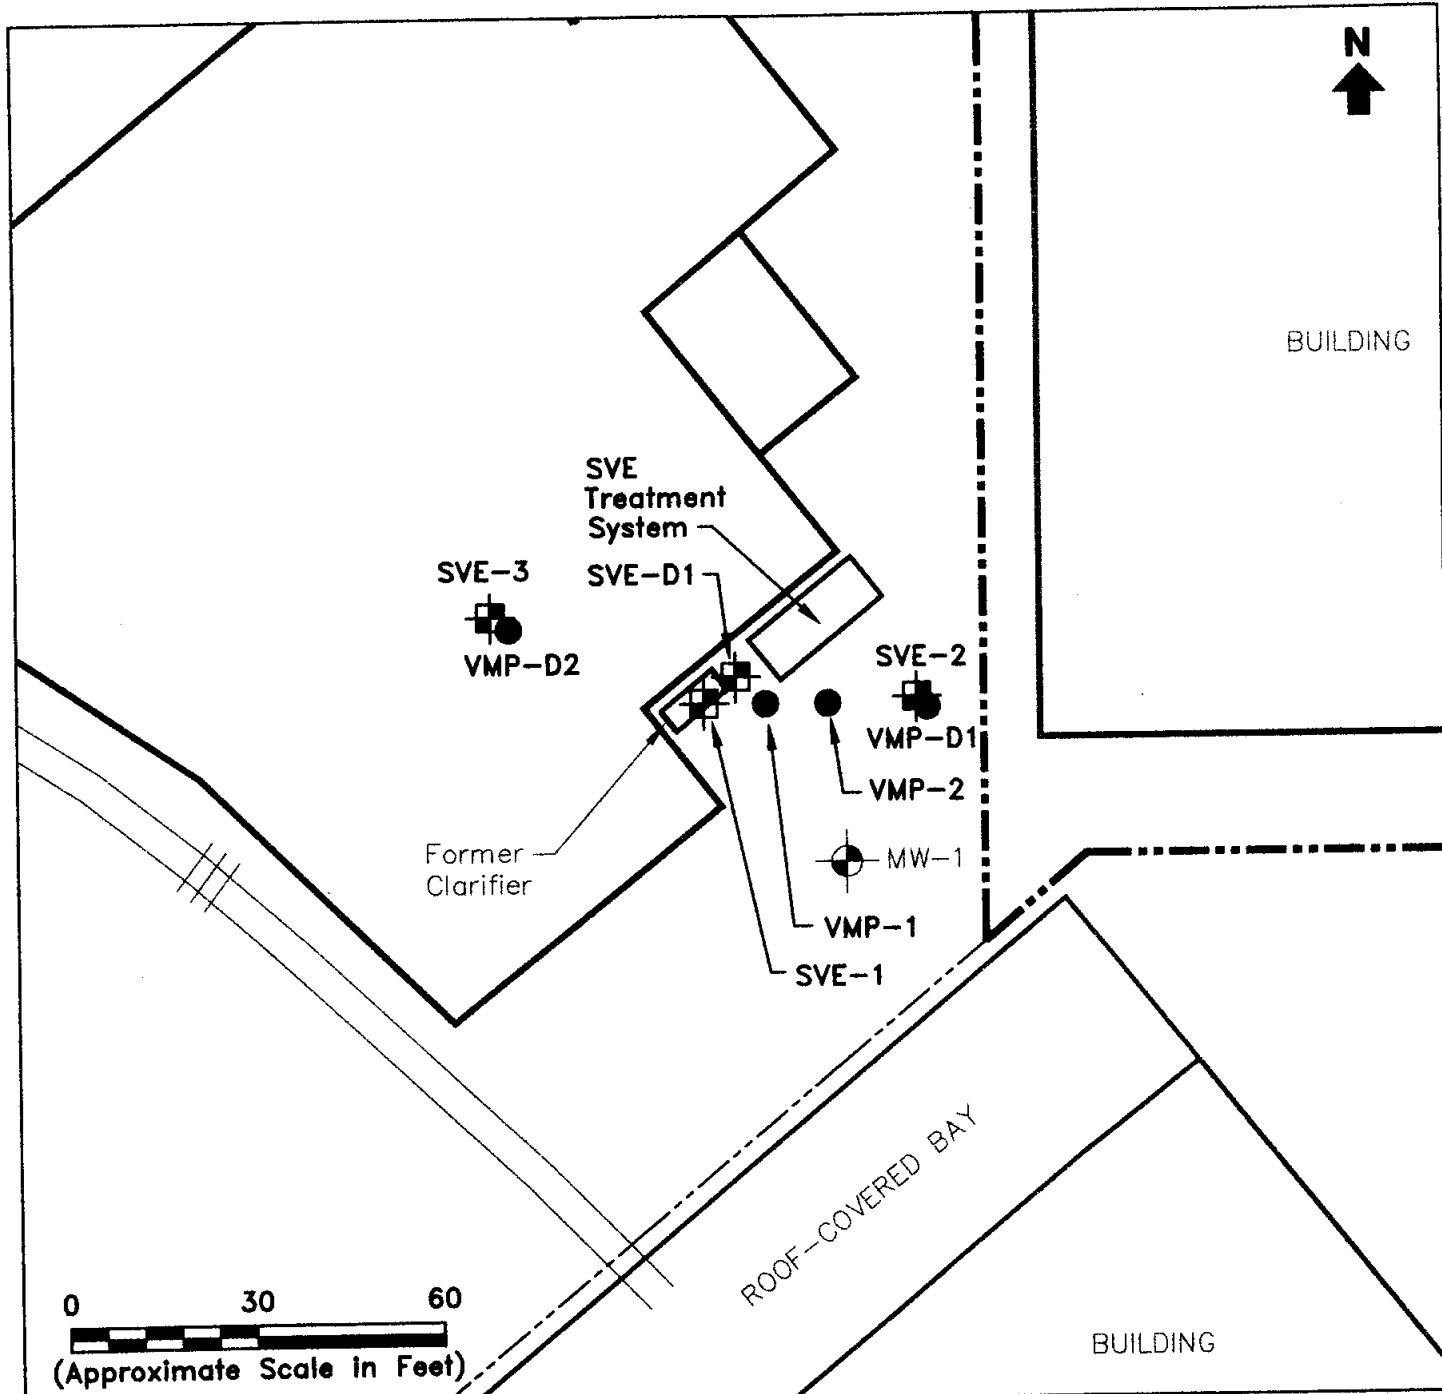 N
BUILDING
SVE
Treatment
System
SVE-3
SVE-D1
VMP-D2
SVE-2
VMP-D1
VMP-2
Former
Clarifier
MW-1
VMP-1
SVE-1
ROOF-COVERED BAY
0 30 60
(Approximate Scale in Feet)
BUILDING